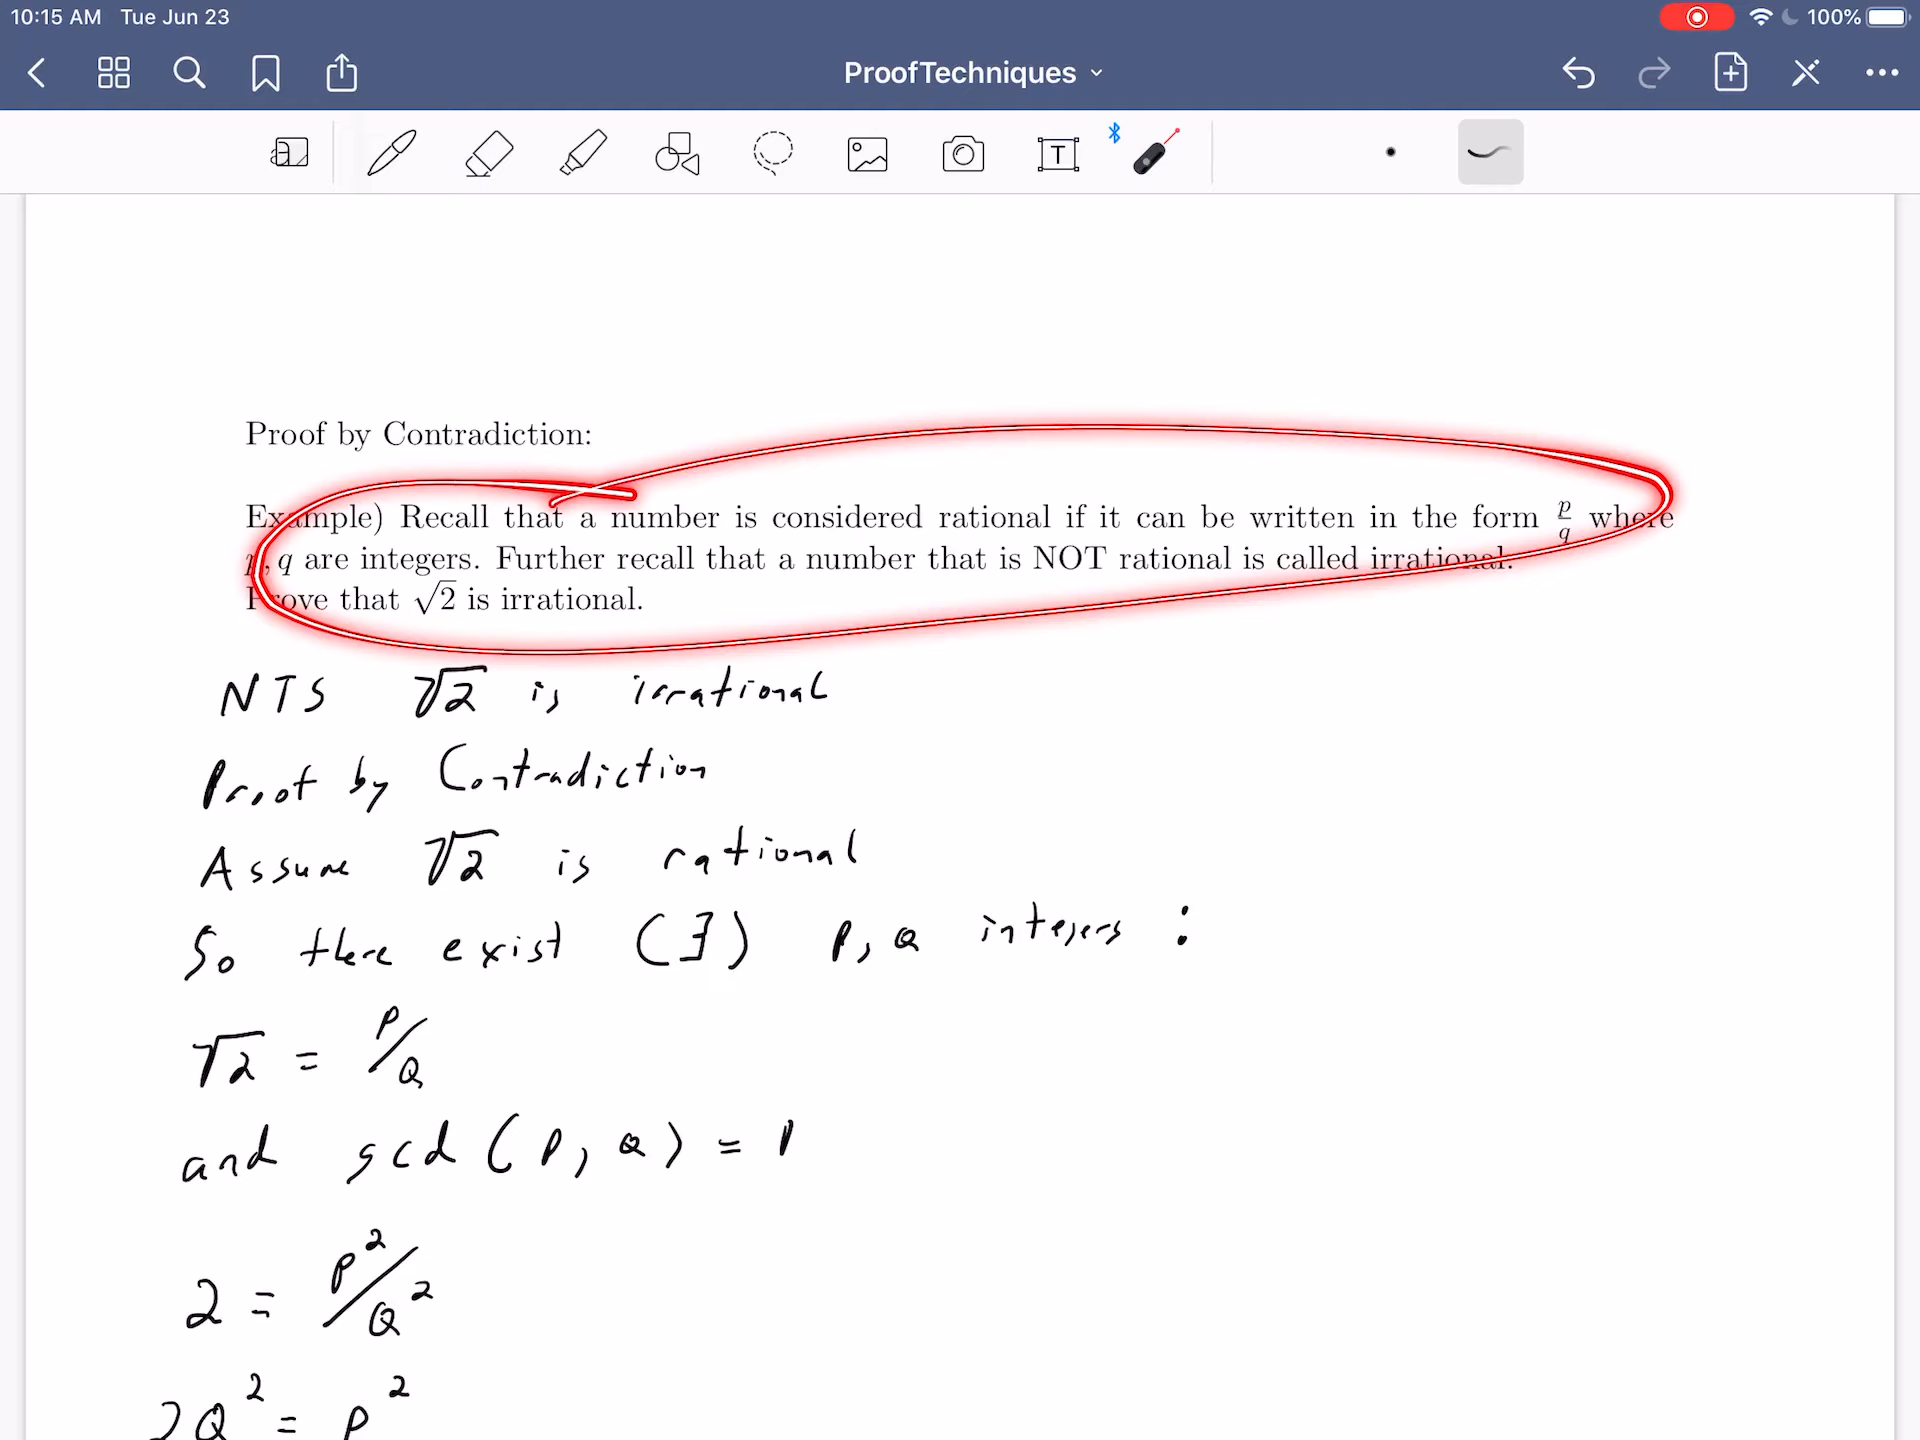 10:15 AM Tue Jun 23
100%
ProofTechniques
a
T
Proof by Contradiction:
Example) Recall that a number is considered rational if it can be written in the form p/q where
p, q are integers. Further recall that a number that is NOT rational is called irrational.
Prove that √2 is irrational.
NTS √2 is irrational
Proof by Contradiction
Assume √2 is rational
So there exist (∃) P, Q integers :
√2 = P/Q
and gcd (P, Q) = 1
2 = P²/Q²
2Q² = P²